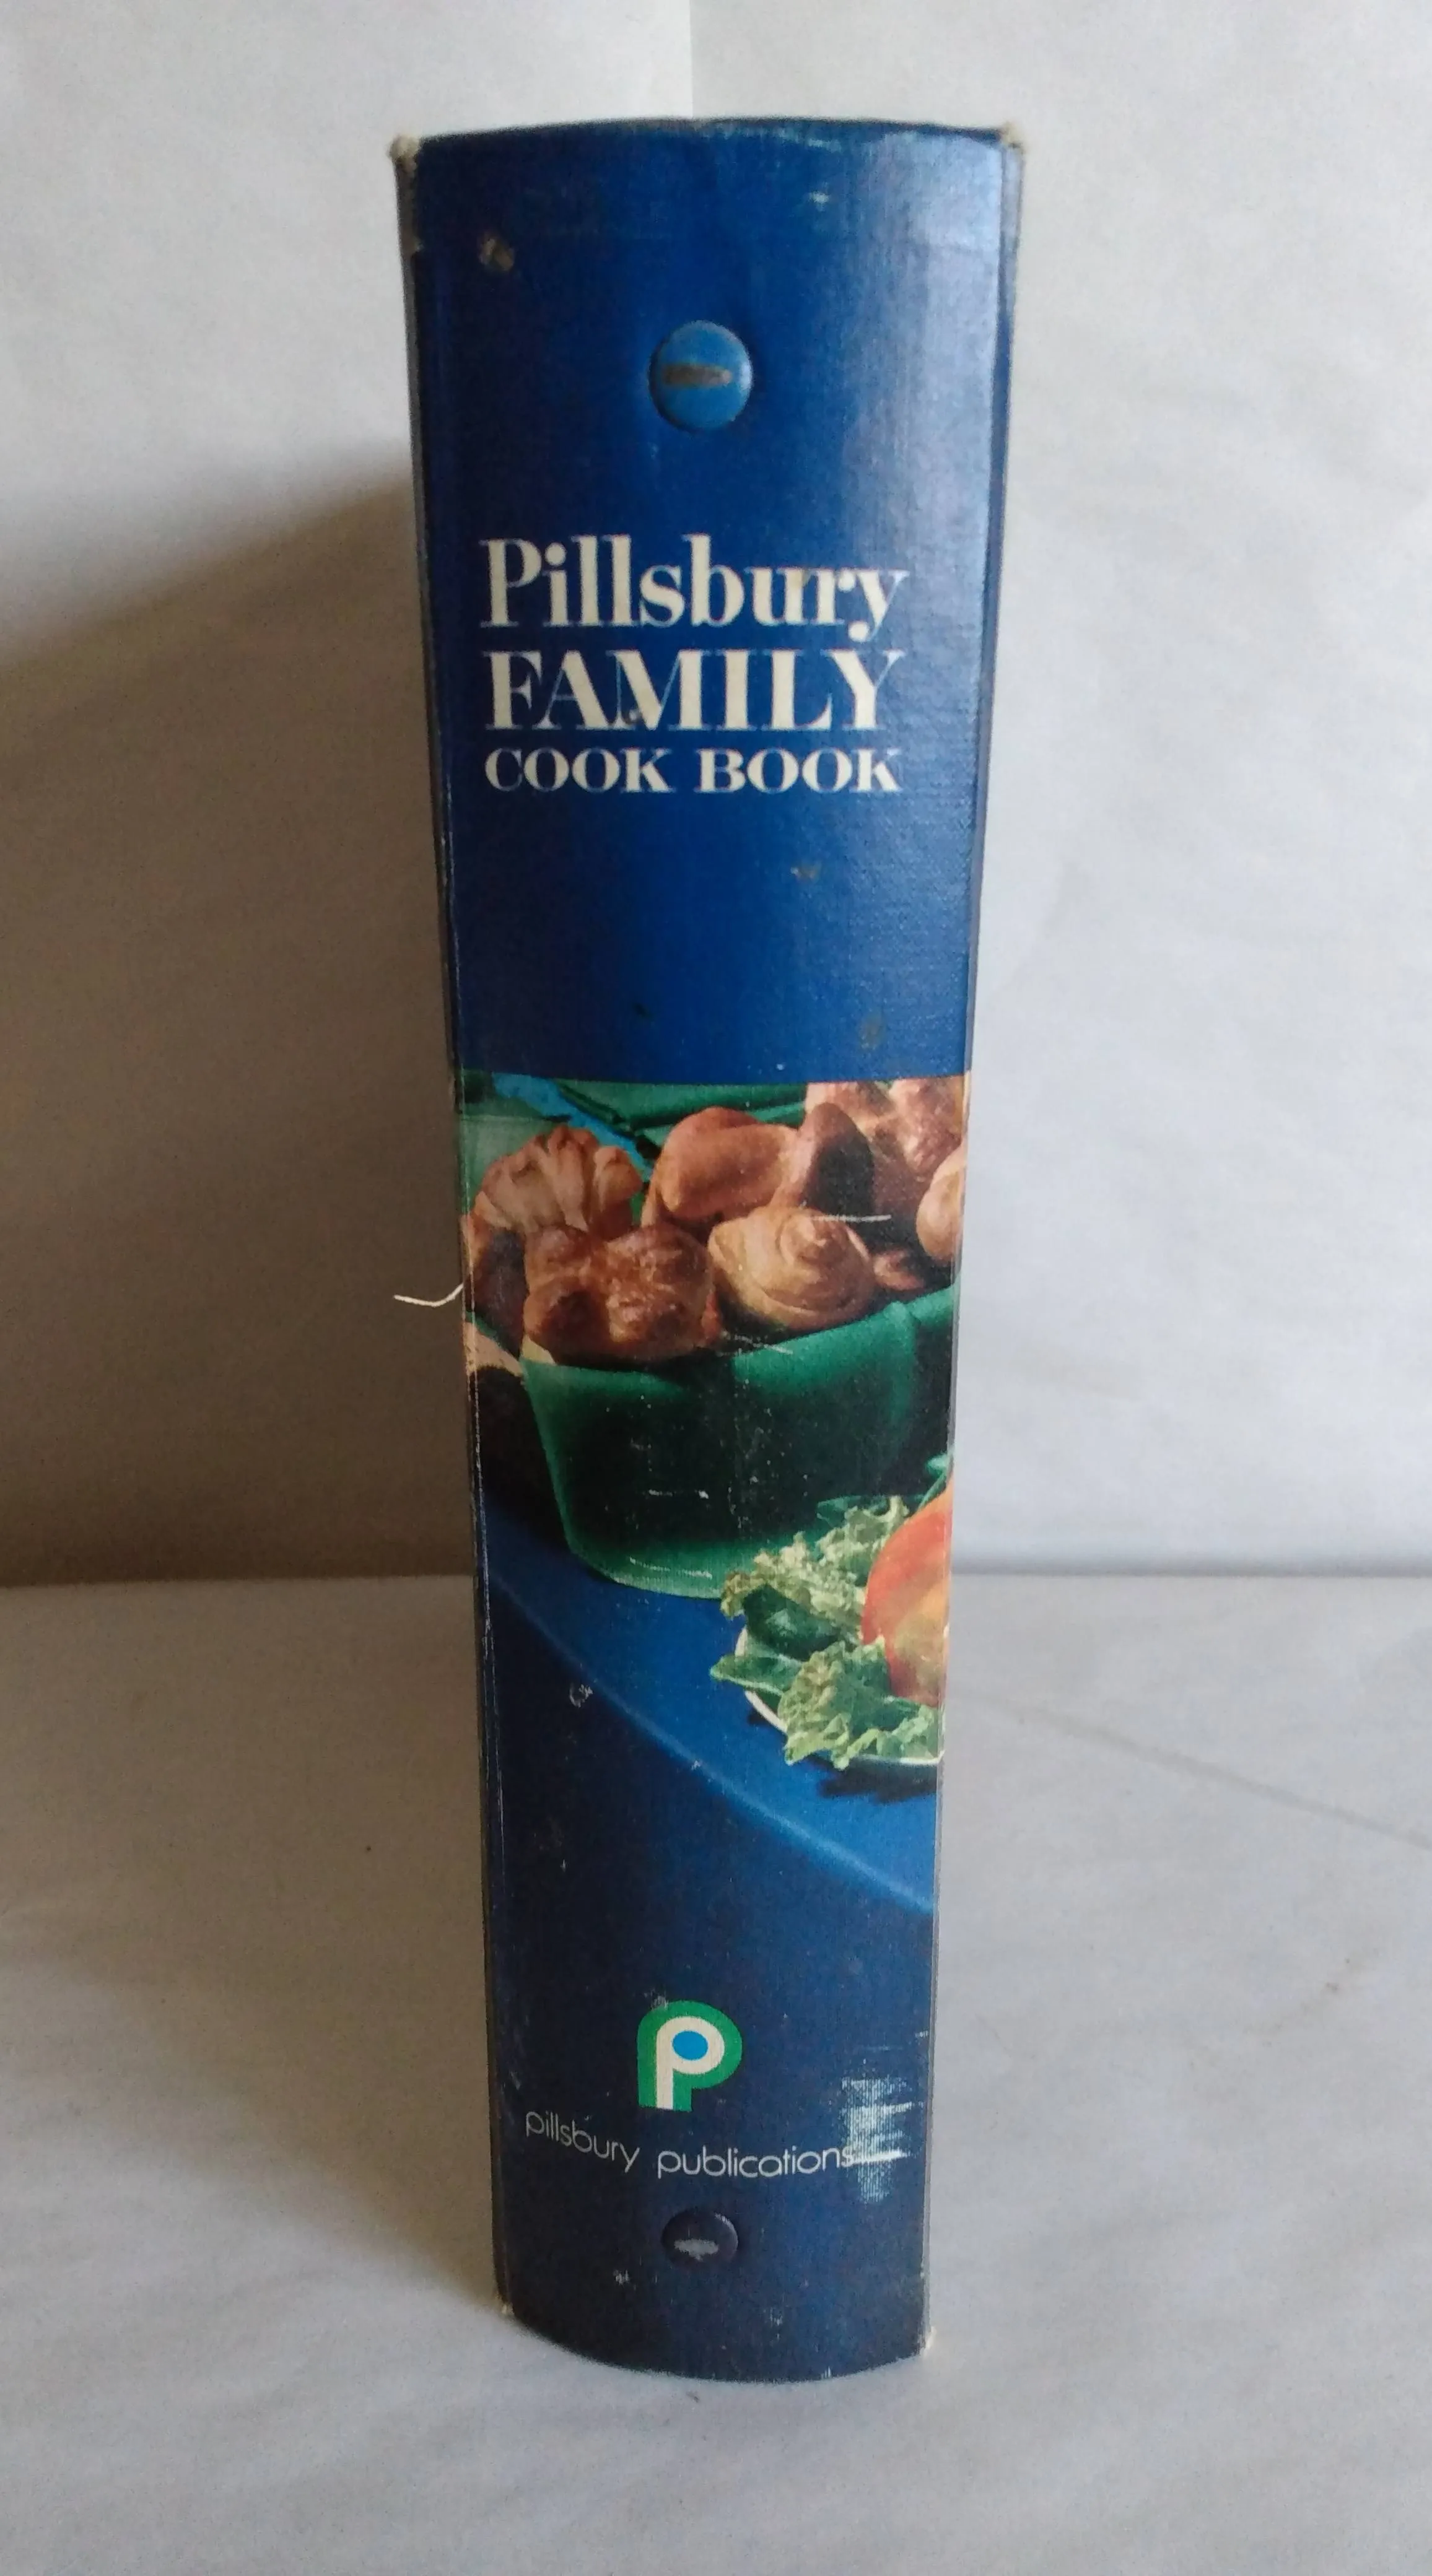 Pillsbury
FAMILY
COOK BOOK
P
pillsbury publications